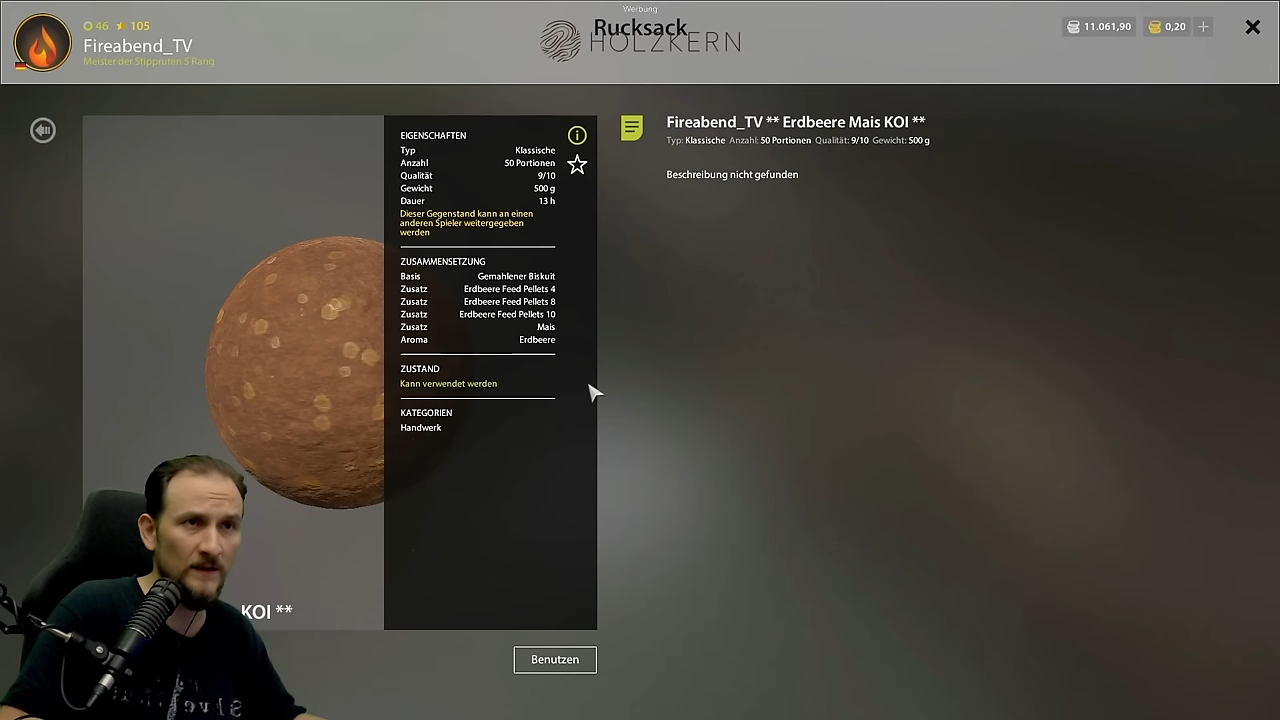 Werbung
46 105
Fireabend_TV
Meister der Stippruten 5 Rang
Rucksack
HOLZKERN
11.061,90
0,20
EIGENSCHAFTEN
Typ Klassische
Anzahl 50 Portionen
Qualität 9/10
Gewicht 500 g
Dauer 13 h
Dieser Gegenstand kann an einen
anderen Spieler weitergegeben
werden
ZUSAMMENSETZUNG
Basis Gemahlener Biskuit
Zusatz Erdbeere Feed Pellets 4
Zusatz Erdbeere Feed Pellets 8
Zusatz Erdbeere Feed Pellets 10
Zusatz Mais
Aroma Erdbeere
ZUSTAND
Kann verwendet werden
KATEGORIEN
Handwerk
KOI **
Benutzen
Fireabend_TV ** Erdbeere Mais KOI **
Typ: Klassische Anzahl: 50 Portionen Qualität: 9/10 Gewicht: 500 g
Beschreibung nicht gefunden